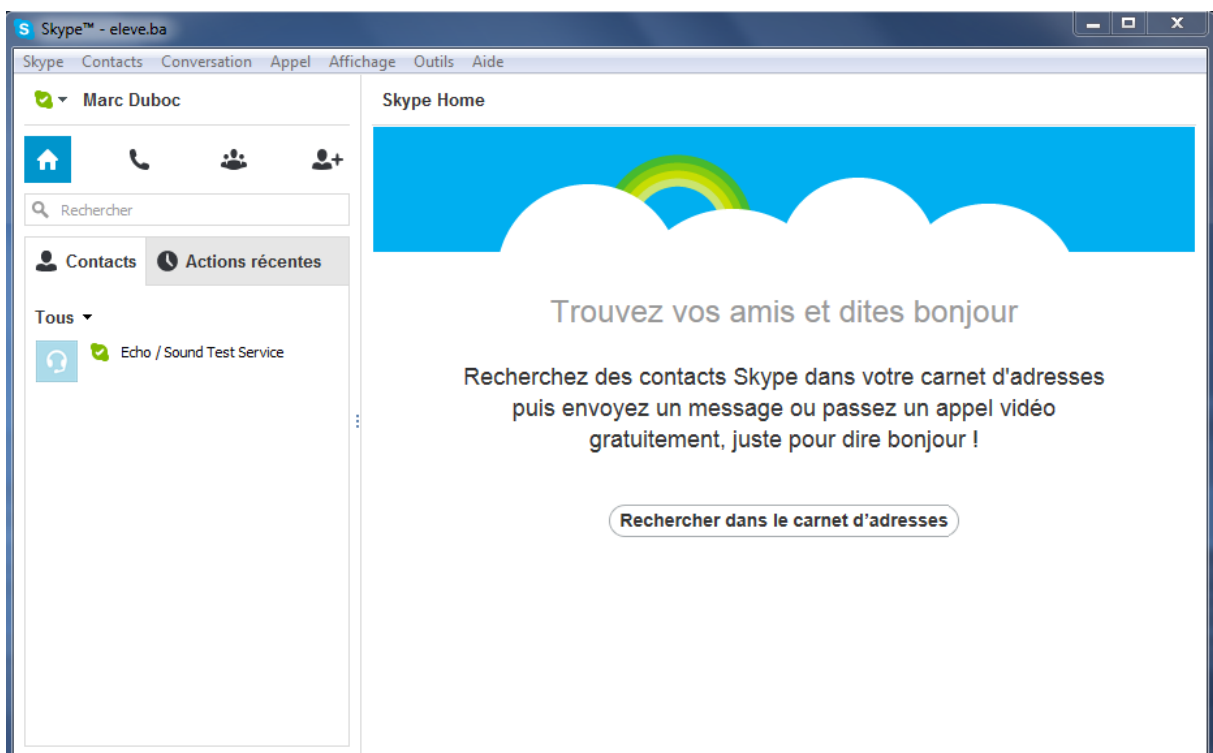 Skype™ - eleve.ba
Skype Contacts Conversation Appel Affichage Outils Aide
Marc Duboc
Skype Home
Rechercher
Contacts Actions récentes
Tous
Echo / Sound Test Service
Trouvez vos amis et dites bonjour
Recherchez des contacts Skype dans votre carnet d'adresses
puis envoyez un message ou passez un appel vidéo
gratuitement, juste pour dire bonjour !
Rechercher dans le carnet d’adresses